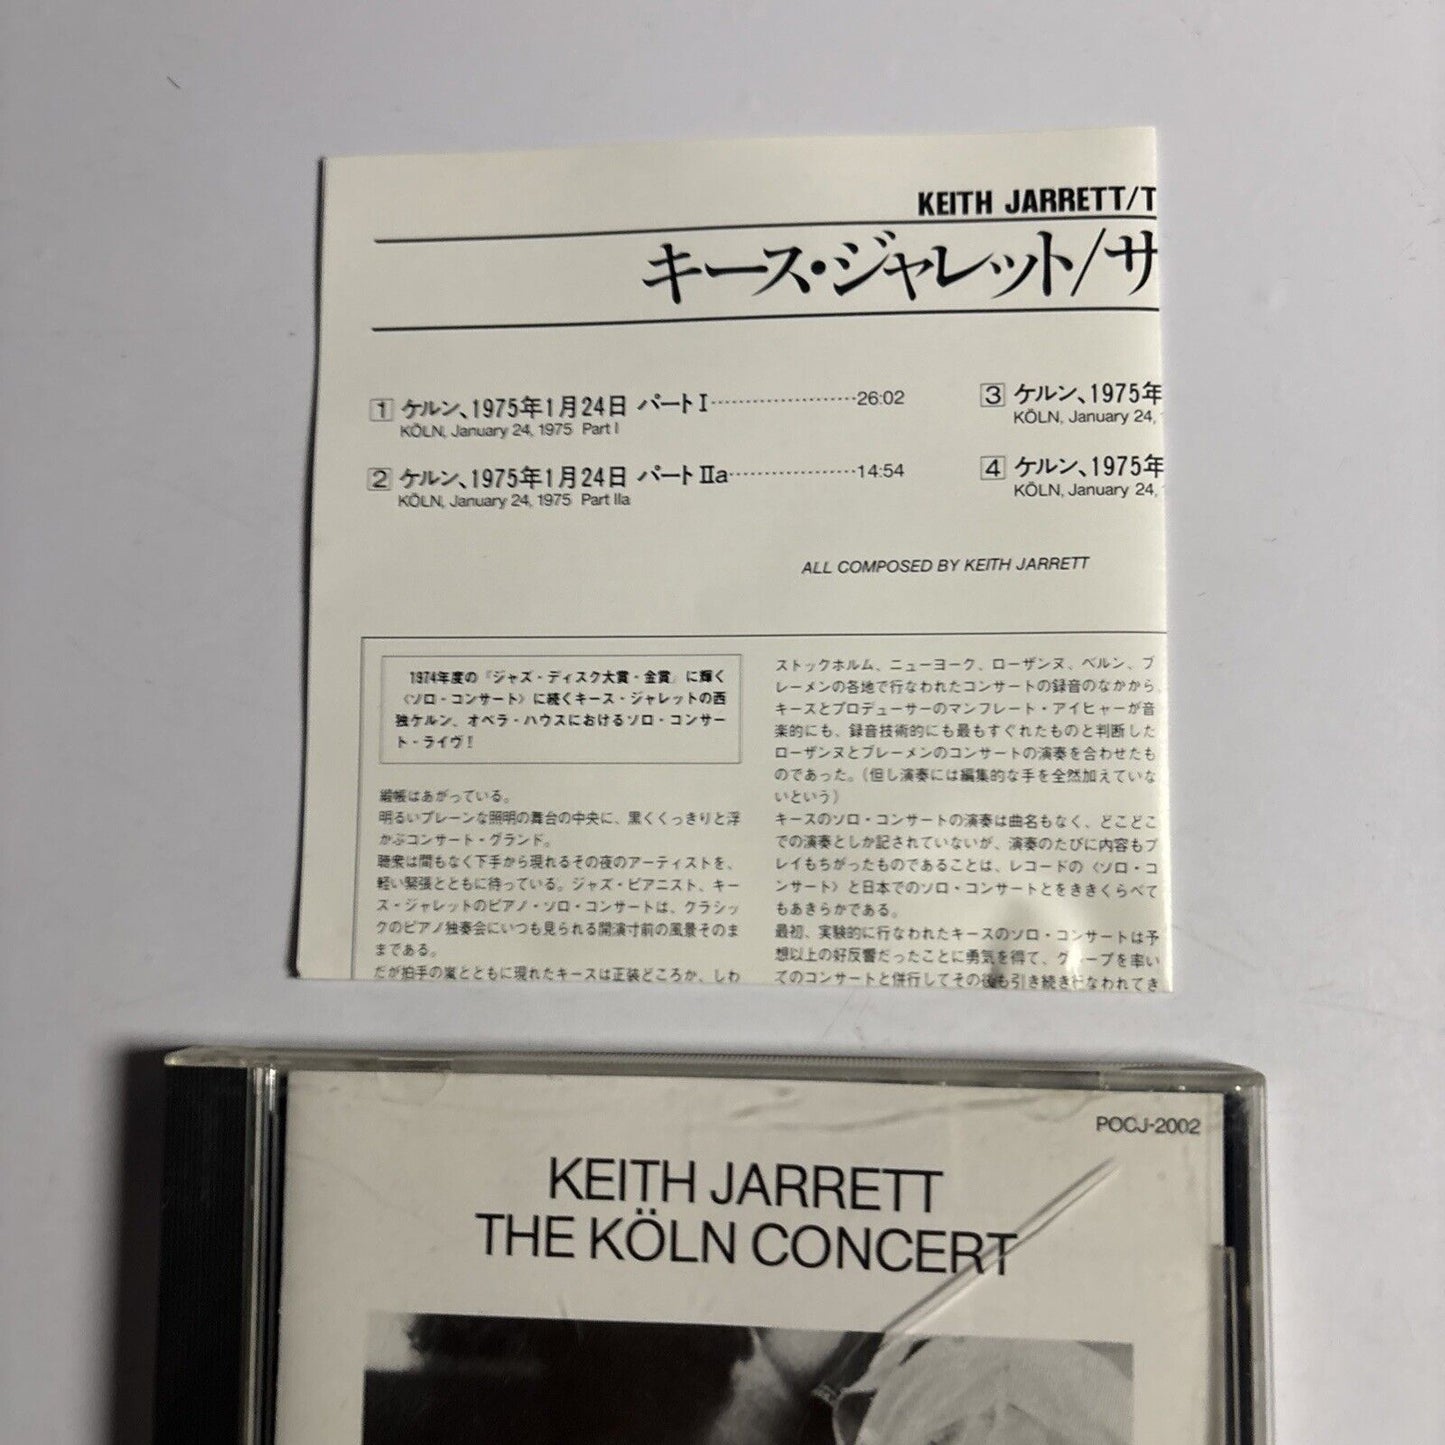 KEITH JARRETT/T
キース・ジャレット/サ
1 ケルン、1975年1月24日 パートI 26:02
KÖLN, January 24, 1975 Part I
2 ケルン、1975年1月24日 パートIIa 14:54
KÖLN, January 24, 1975 Part IIa
3 ケルン、1975年
KÖLN, January 24,
4 ケルン、1975年
KÖLN, January 24,
ALL COMPOSED BY KEITH JARRETT
1974年度の『ジャズ・ディスク大賞・金賞』に輝く
〈ソロ・コンサート〉に続くキース・ジャレットの西
独ケルン、オペラ・ハウスにおけるソロ・コンサー
ト・ライヴ！
緞帳はあがっている。
明るいプレーンな照明の舞台の中央に、黒くくっきりと浮
かぶコンサート・グランド。
聴衆は間もなく下手から現れるその夜のアーティストを、
軽い緊張とともに待っている。ジャズ・ピアニスト、キー
ス・ジャレットのピアノ・ソロ・コンサートは、クラシッ
クのピアノ独奏会にいつも見られる開演寸前の風景そのま
まである。
だが拍手の嵐とともに現れたキースは正装どころか、しわ
ストックホルム、ニューヨーク、ローザンヌ、ベルン、ブ
レーメンの各地で行なわれたコンサートの録音のなかから
キースとプロデューサーのマンフレート・アイヒャーが音
楽的にも、録音技術的にも最もすぐれたものと判断した
ローザンヌとブレーメンのコンサートの演奏を合わせたも
のであった。（但し演奏には編集的な手を全然加えていな
いという）
キースのソロ・コンサートの演奏は曲名もなく、どこどこ
での演奏としか記されていないが、演奏のたびに内容もプ
レイもちがったものであることは、レコードの〈ソロ・コ
ンサート〉と日本でのソロ・コンサートとをききくらべて
もあきらかである。
最初、実験的に行なわれたキースのソロ・コンサートは予
想以上の好反響だったことに勇気を得て、グループを率い
てのコンサートと併行してその後も引き続き行なわれてき
POCJ-2002
KEITH JARRETT
THE KÖLN CONCERT